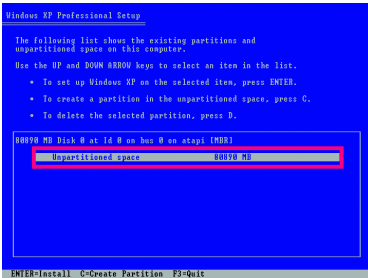 Windows XP Professional Setup
The following list shows the existing partitions and
unpartitioned space on this computer.
Use the UP and DOWN ARROW keys to select an item in the list.
• To set up Windows XP on the selected item, press ENTER.
• To create a partition in the unpartitioned space, press C.
• To delete the selected partition, press D.
80890 MB Disk 0 at Id 0 on bus 0 on atapi [MBR]
Unpartitioned space 80890 MB
ENTER=Install C=Create Partition F3=Quit